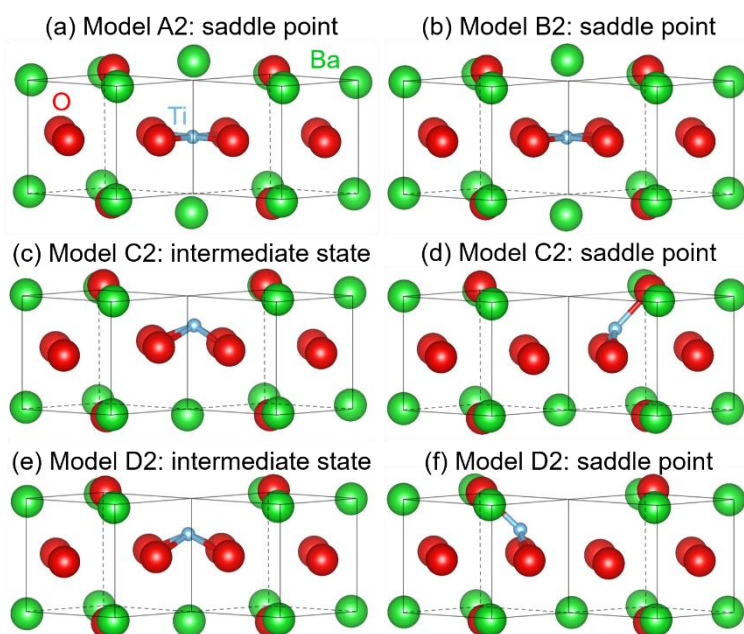 (a) Model A2: saddle point
(b) Model B2: saddle point
Ba
O
Ti
(c) Model C2: intermediate state
(d) Model C2: saddle point
(e) Model D2: intermediate state
(f) Model D2: saddle point